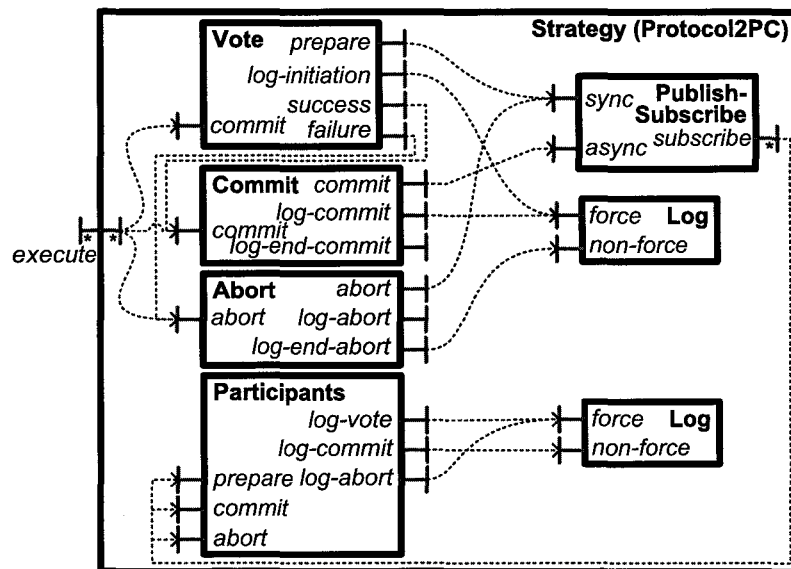 Strategy (Protocol2PC)
Vote
prepare
log-initiation
success
commit
failure
sync
Publish-
Subscribe
subscribe
async
*
Commit
commit
log-commit
commit
log-end-commit
force
Log
non-force
* *
execute
Abort
abort
abort
log-abort
log-end-abort
Participants
log-vote
log-commit
prepare
log-abort
commit
abort
force
Log
non-force